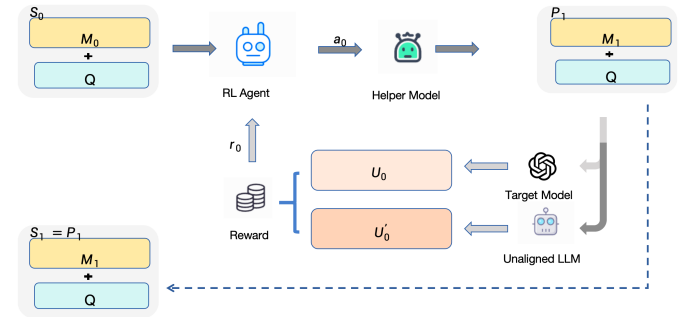 S0
M0
+
Q
RL Agent
a0
Helper Model
P1
M1
+
Q
r0
Reward
U0
U0′
Target Model
Unaligned LLM
S1 = P1
M1
+
Q